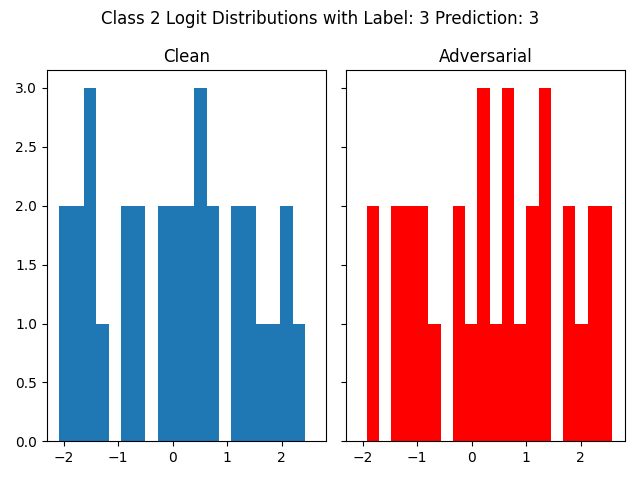 Class 2 Logit Distributions with Label: 3 Prediction: 3
Clean
Adversarial
3.0
2.5
2.0
1.5
1.0
0.5
0.0
−2 −1 0 1 2
−2 −1 0 1 2